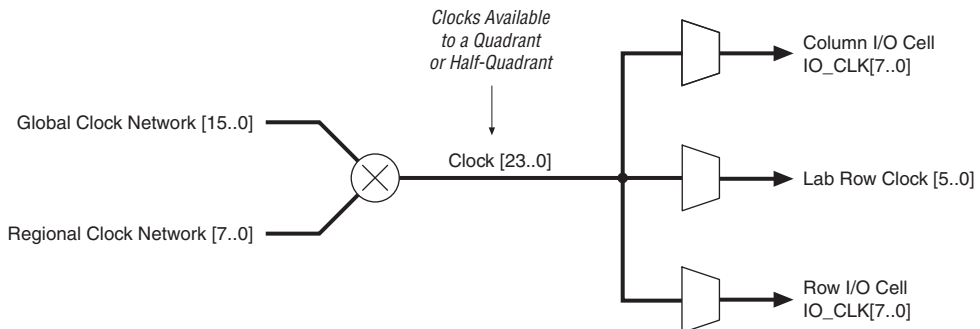 Clocks Available
to a Quadrant
or Half-Quadrant
Column I/O Cell
IO_CLK[7..0]
Global Clock Network [15..0]
Clock [23..0]
Lab Row Clock [5..0]
Regional Clock Network [7..0]
Row I/O Cell
IO_CLK[7..0]